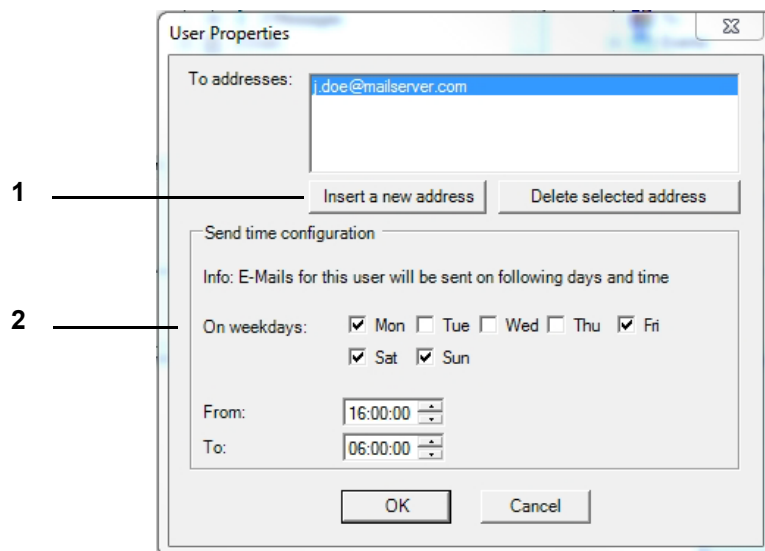 User Properties
To addresses:
j.doe@mailserver.com
1
Insert a new address Delete selected address
Send time configuration
Info: E-Mails for this user will be sent on following days and time
2
On weekdays: Mon Tue Wed Thu Fri
Sat Sun
From: 16:00:00
To: 06:00:00
OK Cancel